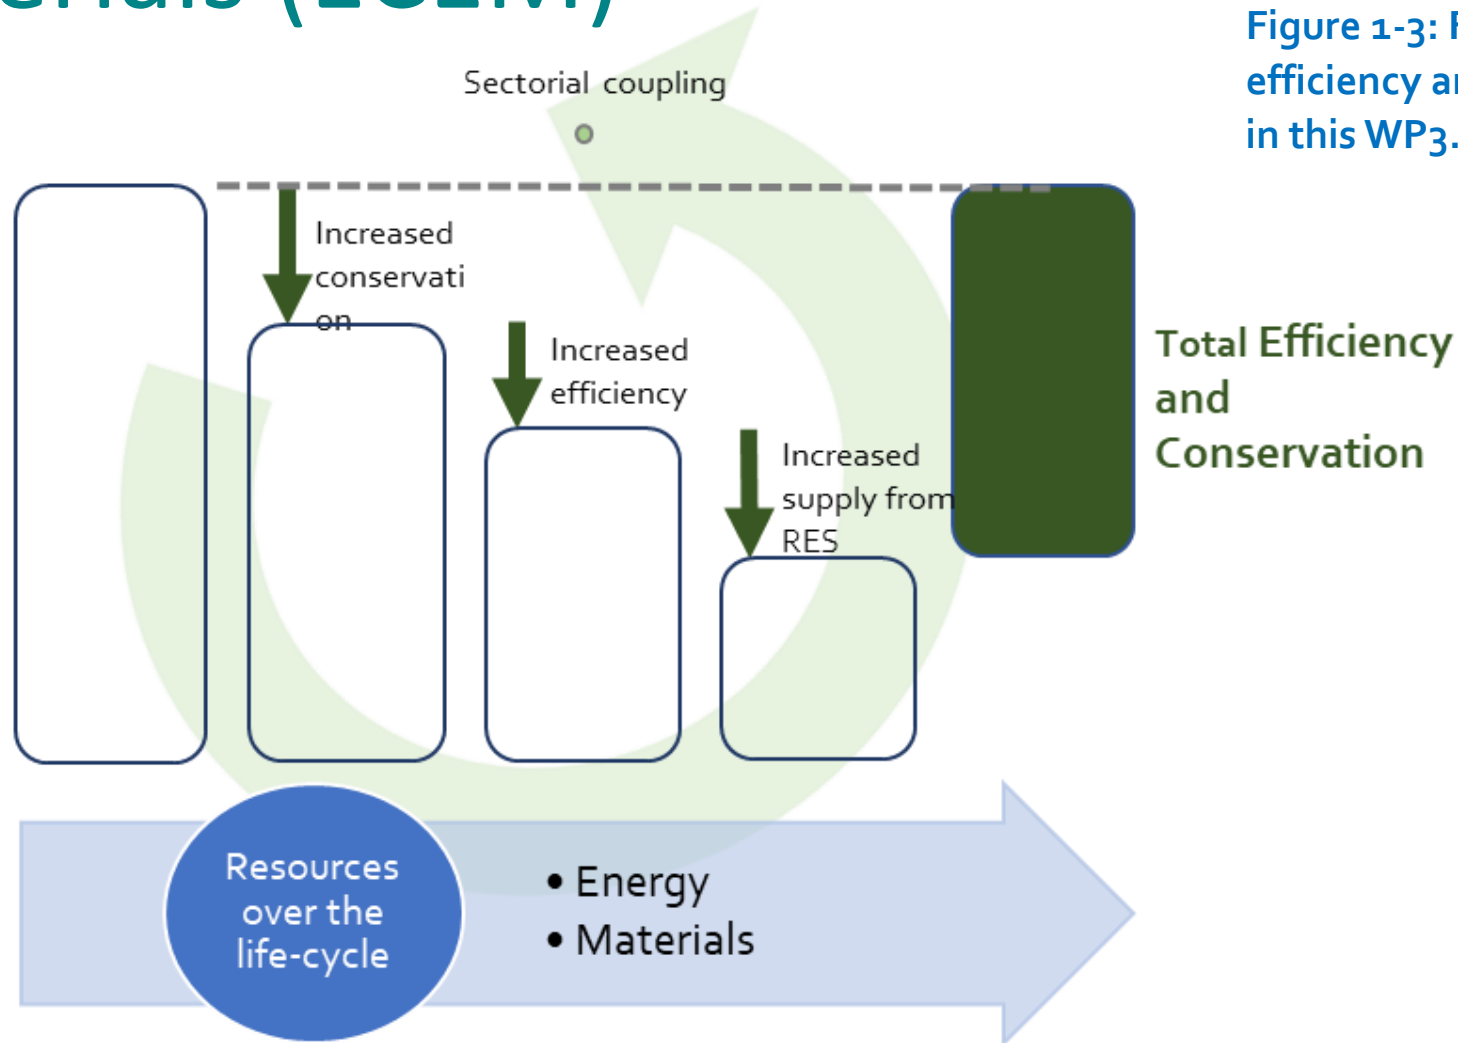 (ECLM)
Figure 1-3:
efficiency
in this WP3.
Sectorial coupling
Increased
conservati
on
Increased
efficiency
Increased
supply from
RES
Total Efficiency
and
Conservation
Resources
over the
life-cycle
• Energy
• Materials